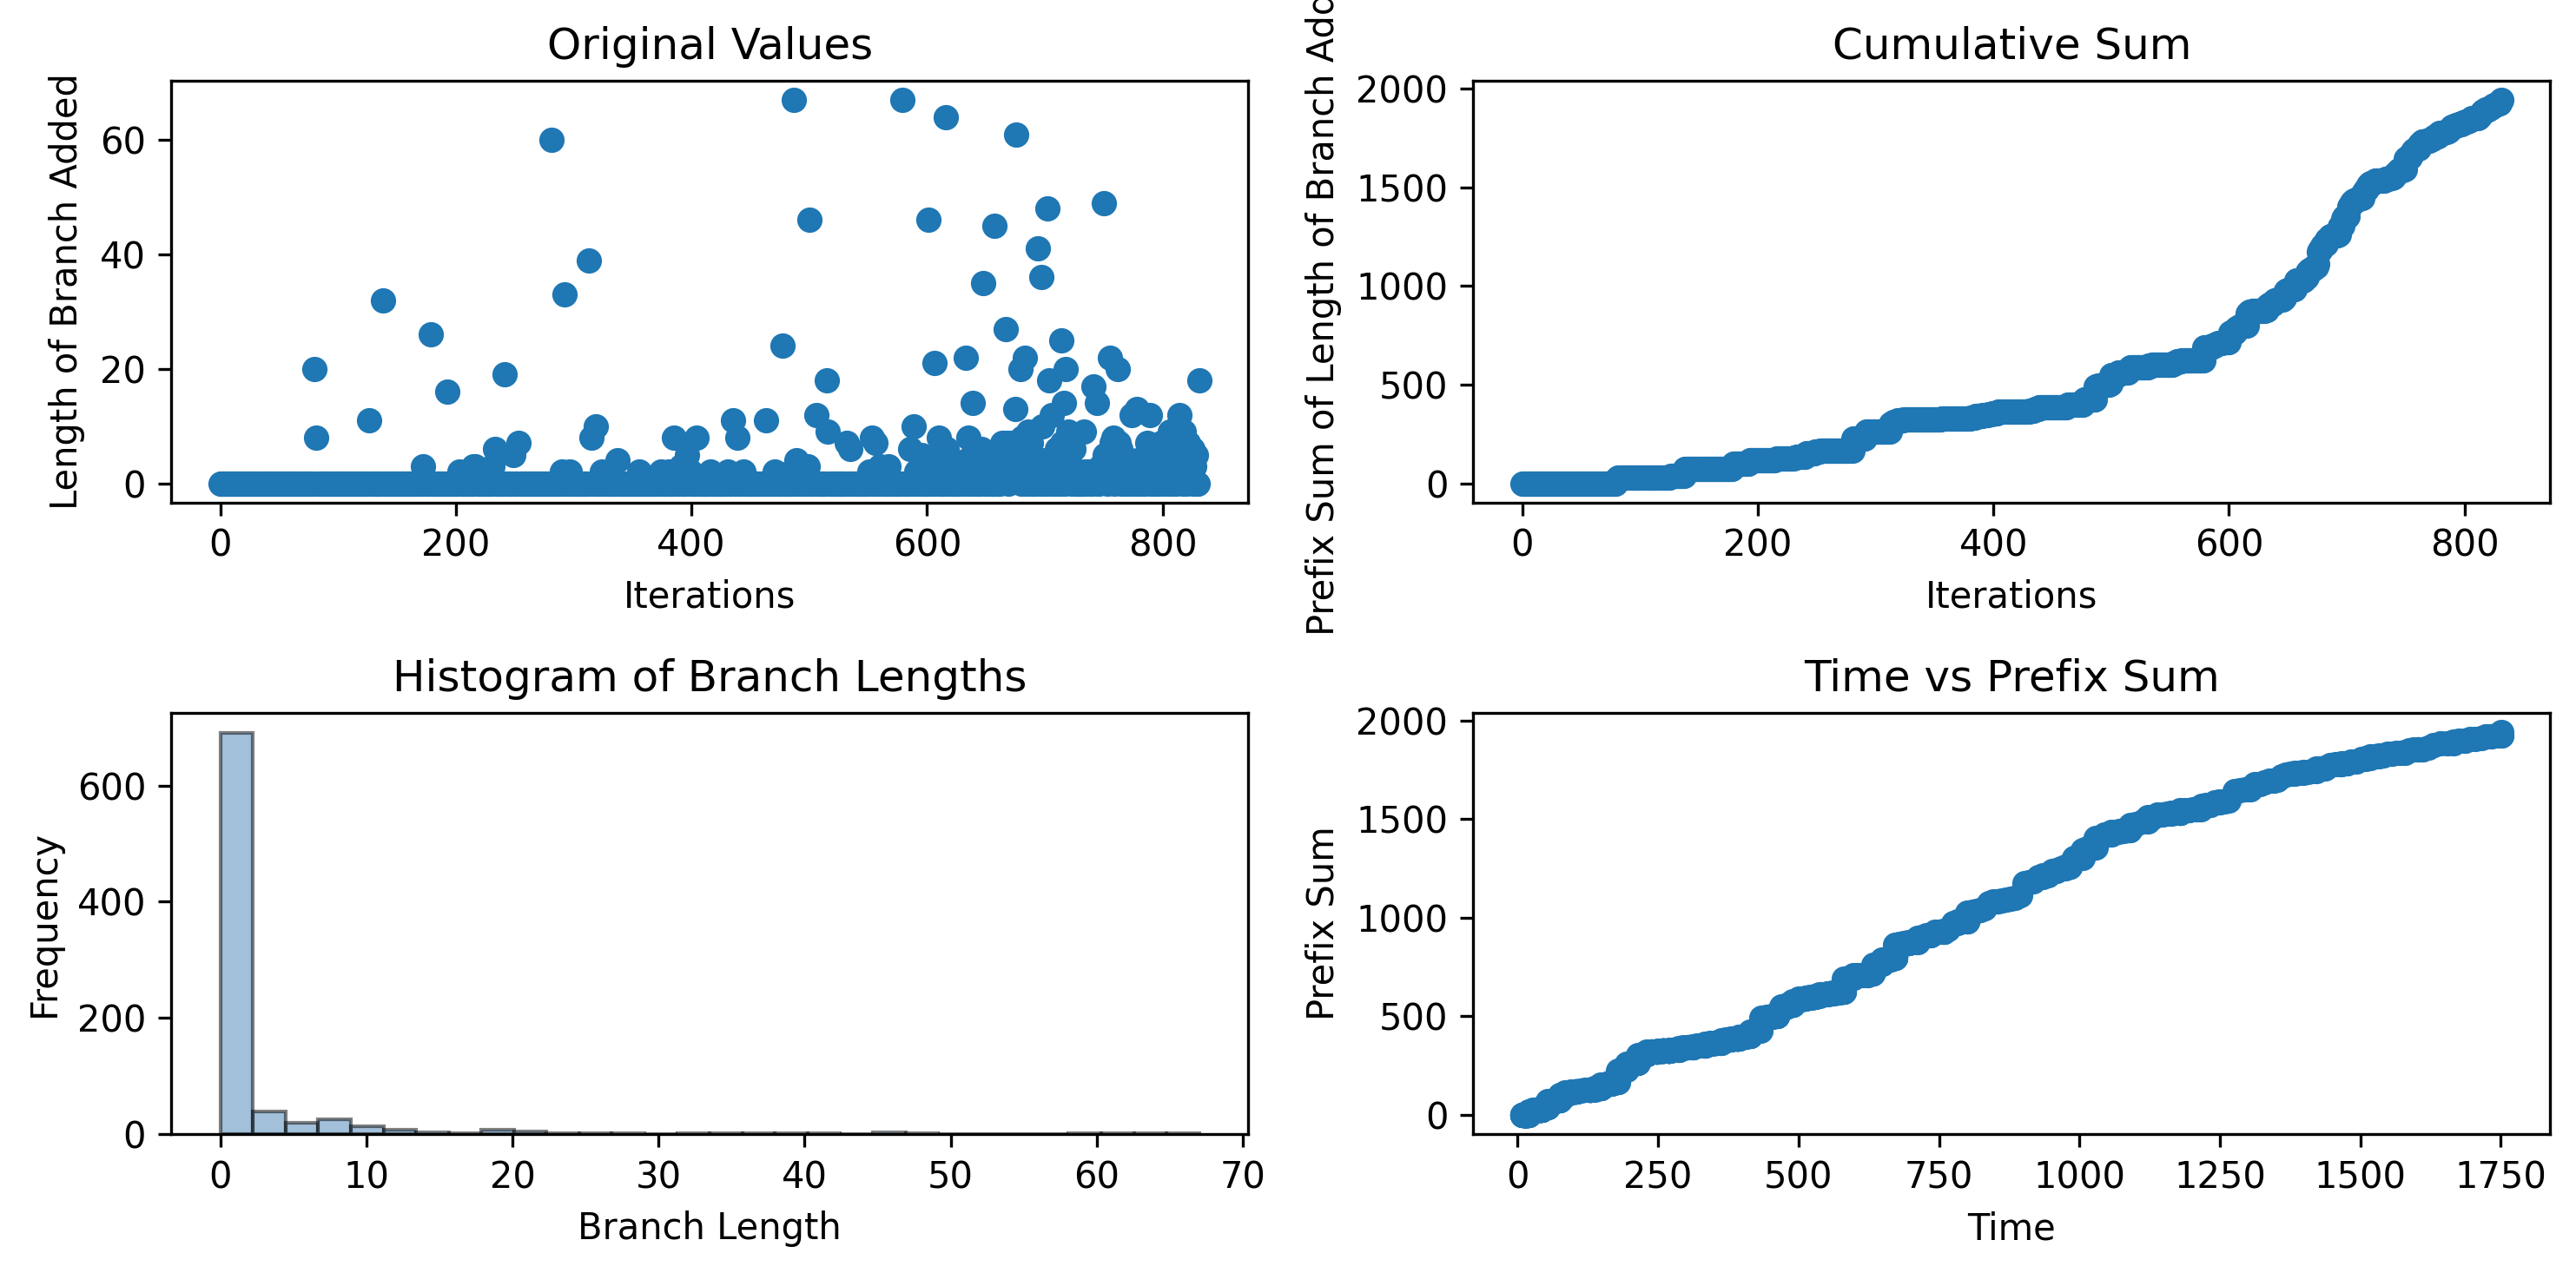 Original Values
Length of Branch Added
60
40
20
0
0 200 400 600 800
Iterations
Cumulative Sum
Prefix Sum of Length of Branch
2000
1500
1000
500
0
0 200 400 600 800
Iterations
Histogram of Branch Lengths
Frequency
600
400
200
0
0 10 20 30 40 50 60 70
Branch Length
Time vs Prefix Sum
Prefix Sum
2000
1500
1000
500
0
0 250 500 750 1000 1250 1500 1750
Time